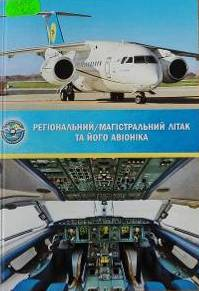 РЕГІОНАЛЬНИЙ/МАГІСТРАЛЬНИЙ ЛІТАК
ТА ЙОГО АВІОНІКА